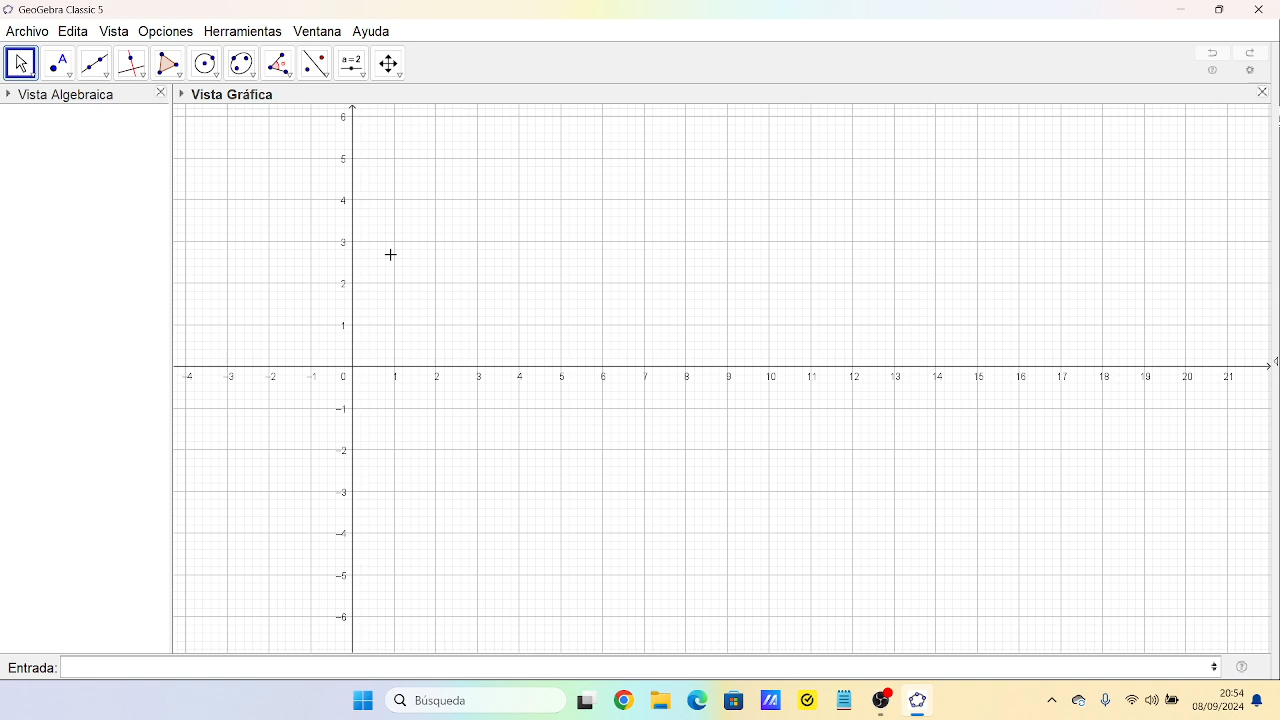 GeoGebra Classic 5
Archivo Edita Vista Opciones Herramientas Ventana Ayuda
A a=2
Vista Algebraica
Vista Gráfica
6
5
4
3
2
1
–4 –3 –2 –1 0 1 2 3 4 5 6 7 8 9 10 11 12 13 14 15 16 17 18 19 20 21
–1
–2
–3
–4
–5
–6
Entrada:
Búsqueda
20:54
08/09/2024